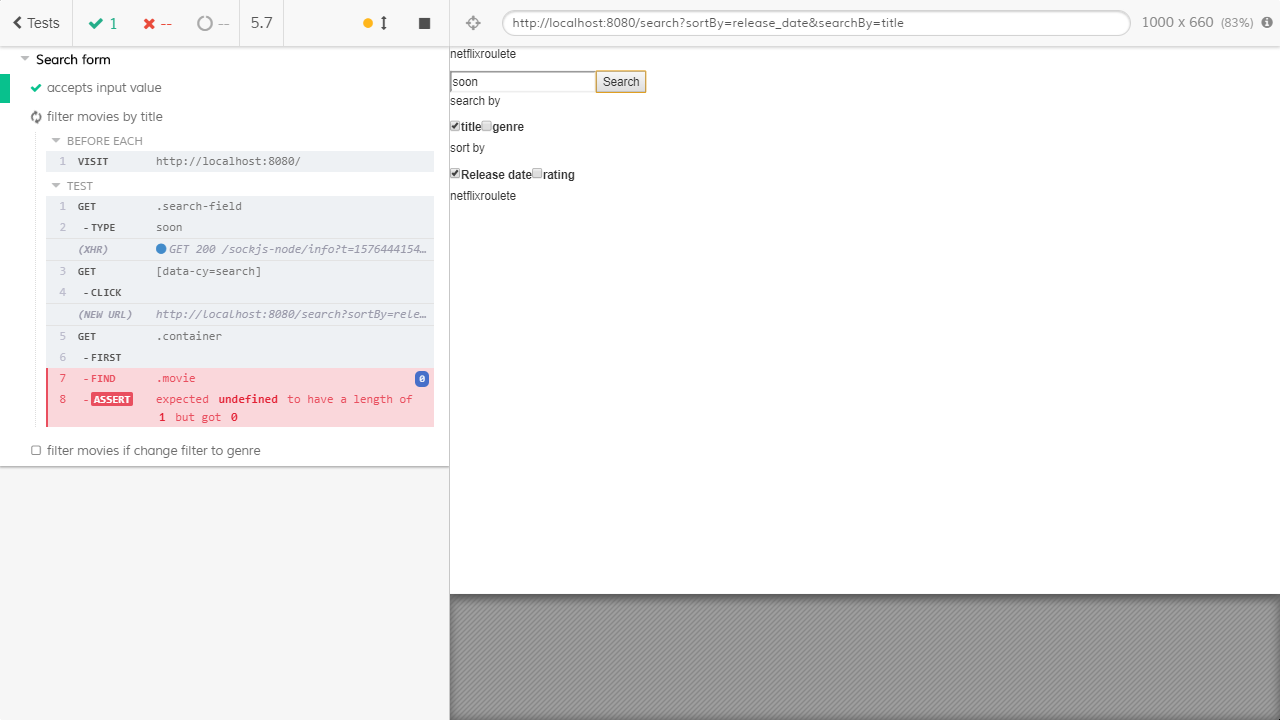 Tests 1 -- -- 5.7
Search form
accepts input value
filter movies by title
BEFORE EACH
1 VISIT http://localhost:8080/
TEST
1 GET .search-field
2 -TYPE soon
(XHR) GET 200 /sockjs-node/info?t=1576444154…
3 GET [data-cy=search]
4 -CLICK
(NEW URL) http://localhost:8080/search?sortBy=rele…
5 GET .container
6 -FIRST
7 -FIND .movie 0
8 -ASSERT expected undefined to have a length of
1 but got 0
filter movies if change filter to genre
http://localhost:8080/search?sortBy=release_date&searchBy=title 1000 x 660 (83%)
netflixroulete
soon Search
search by
title genre
sort by
Release date rating
netflixroulete